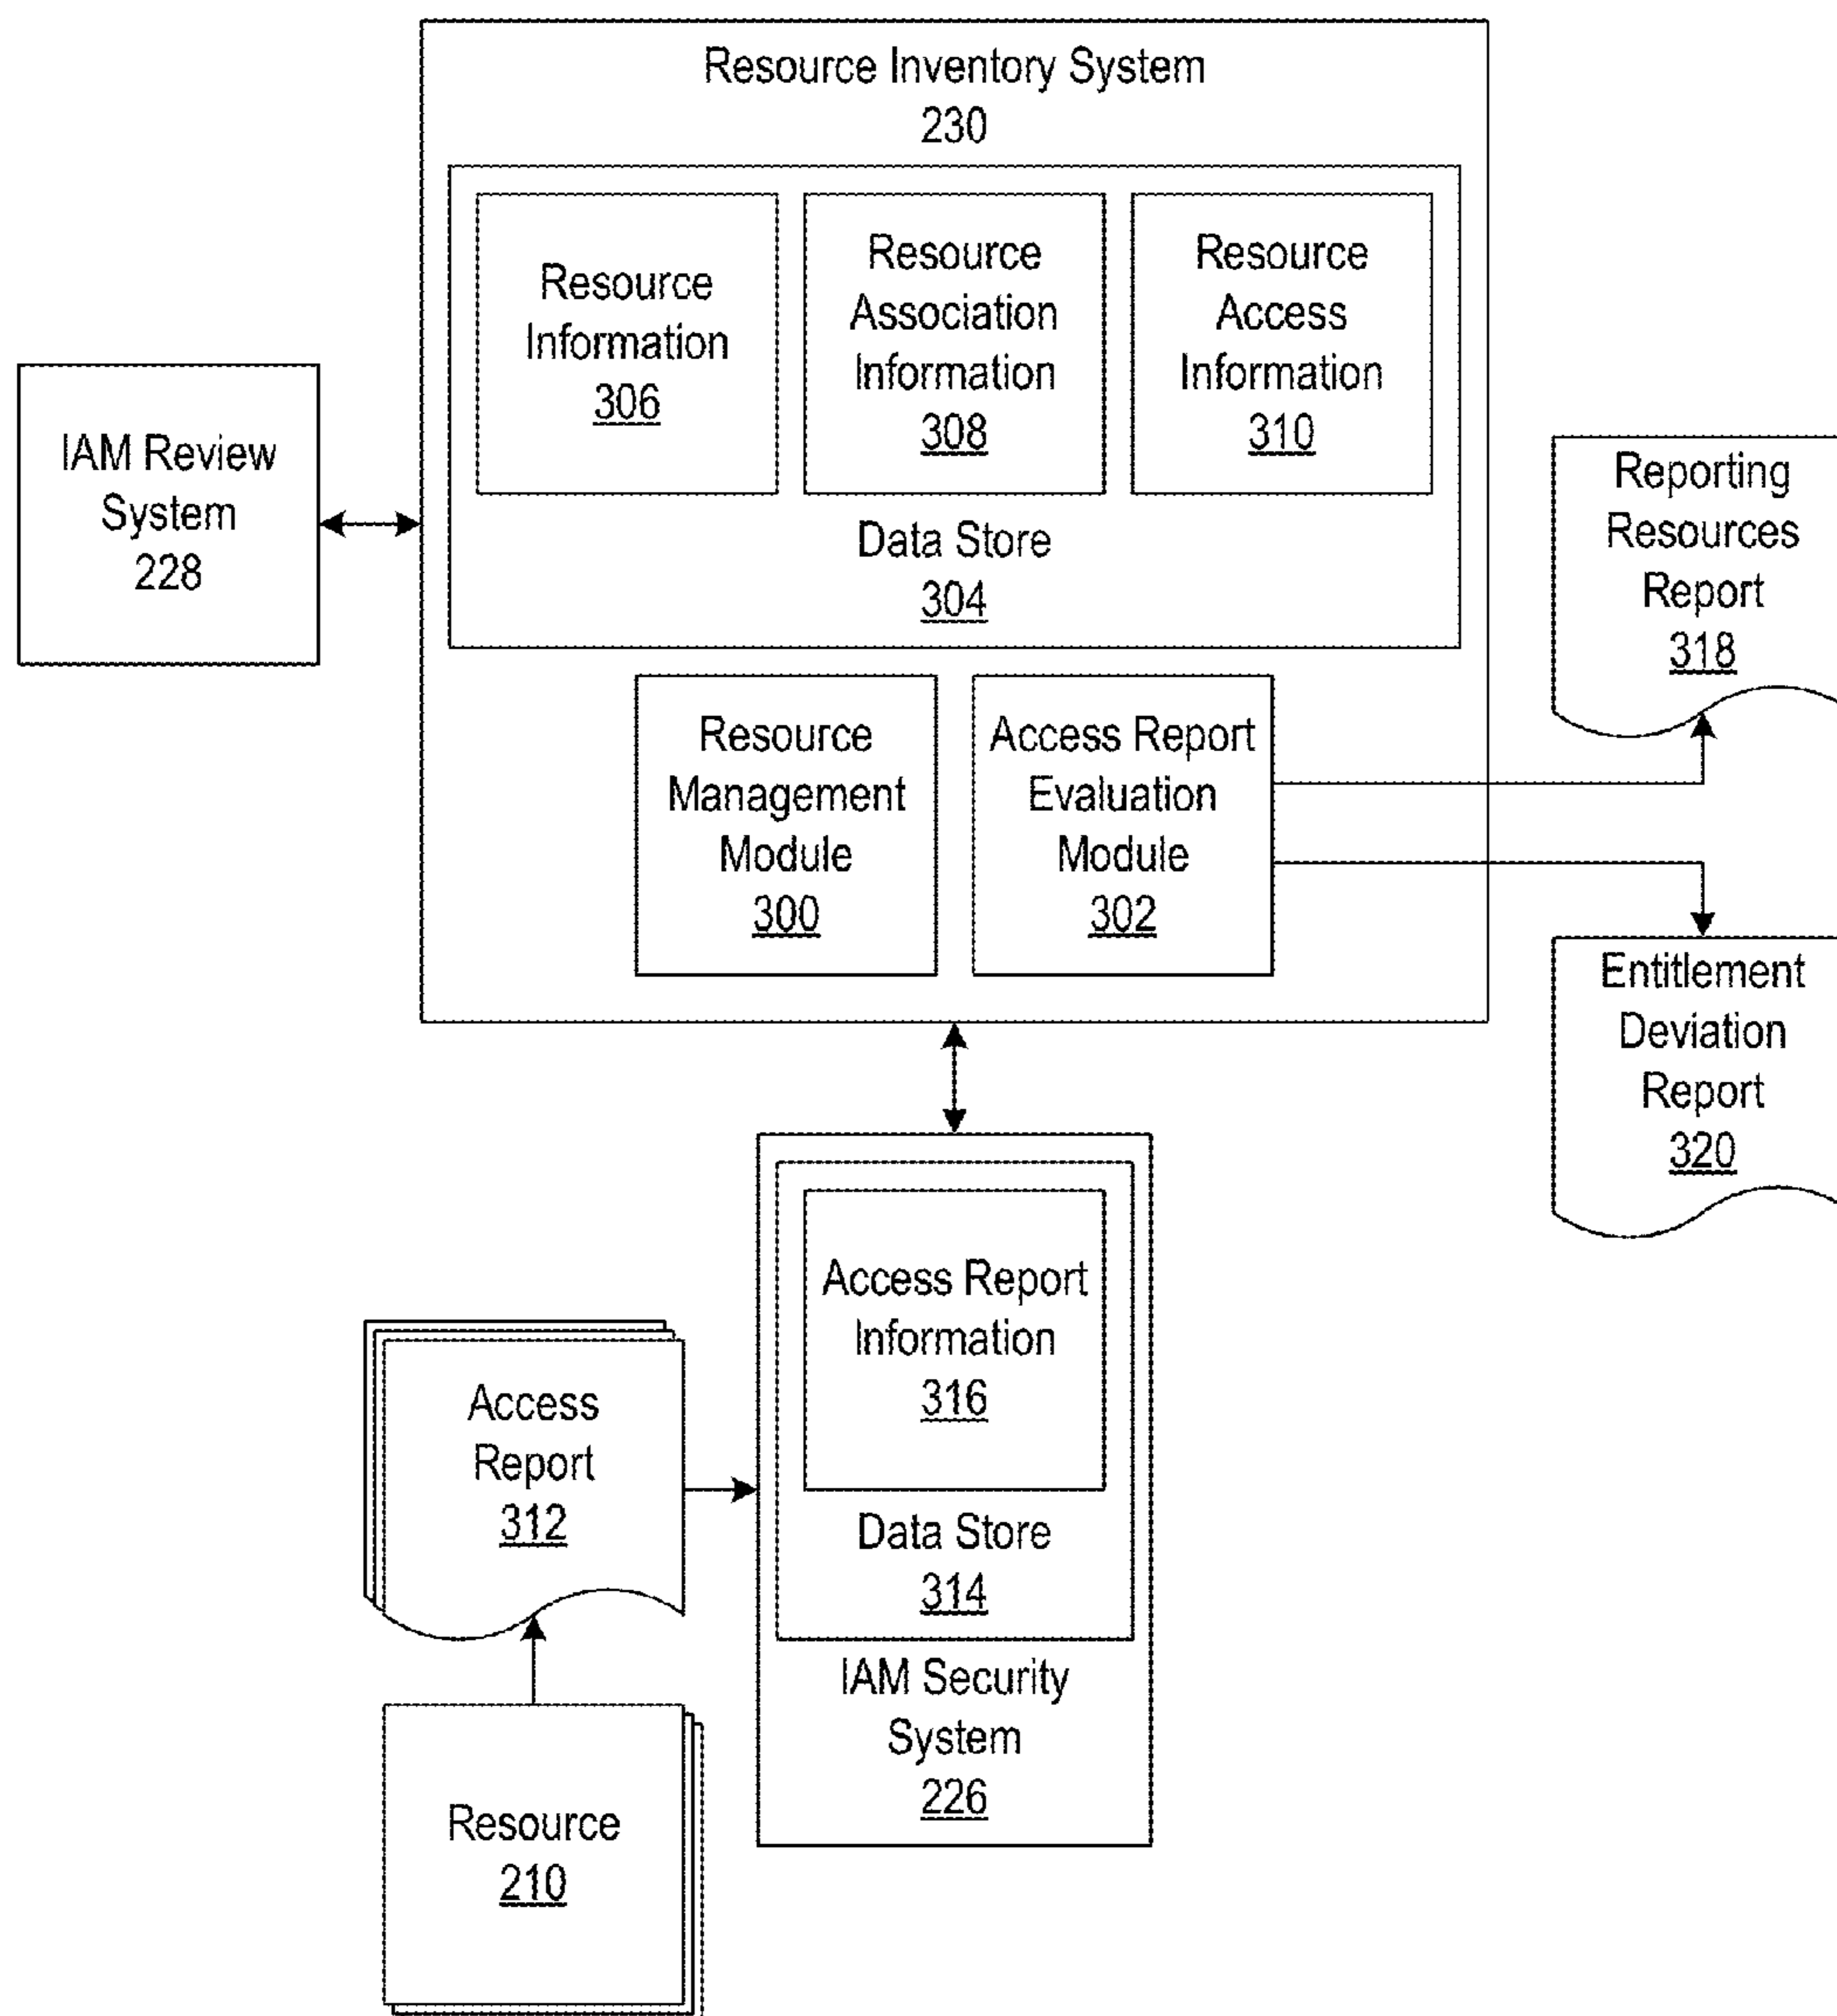 Resource Inventory System
230
Resource
Information
306
Resource
Association
Information
308
Resource
Access
Information
310
Data Store
304
IAM Review
System
228
Resource
Management
Module
300
Access Report
Evaluation
Module
302
Reporting
Resources
Report
318
Entitlement
Deviation
Report
320
Access Report
Information
316
Data Store
314
IAM Security
System
226
Access
Report
312
Resource
210